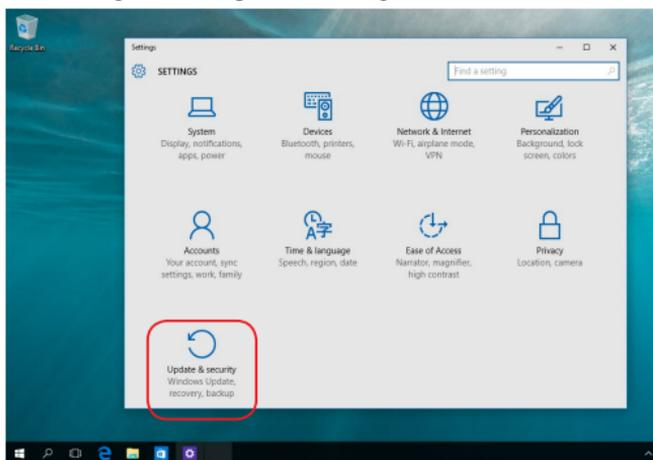 Recycle Bin
Settings
SETTINGS
Find a setting
System
Display, notifications,
apps, power
Devices
Bluetooth, printers,
mouse
Network & Internet
Wi-Fi, airplane mode,
VPN
Personalization
Background, lock
screen, colors
Accounts
Your account, sync
settings, work, family
Time & language
Speech, region, date
Ease of Access
Narrator, magnifier,
high contrast
Privacy
Location, camera
Update & security
Windows Update,
recovery, backup